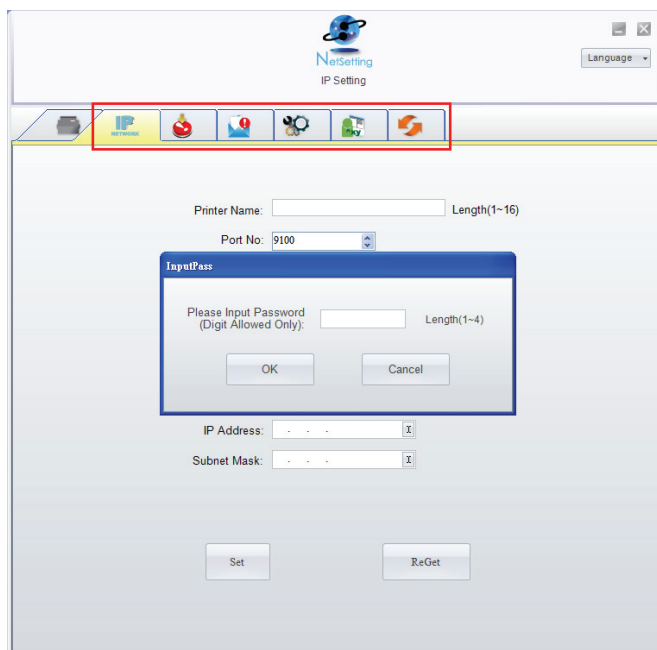 NetSetting
IP Setting
Language
IP
NETWORK
Printer Name:
Length(1~16)
Port No: 9100
InputPass
Please Input Password
(Digit Allowed Only):
Length(1~4)
OK Cancel
IP Address: . . .
Subnet Mask: . . .
Set ReGet